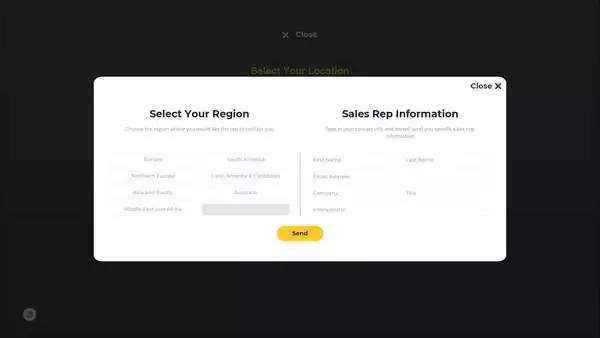 Close
Select Your Location
Close
Select Your Region
Choose the region where you would like the rep to contact you.
Europe
South America
Northern Europe
Latin America & Caribbean
Asia and Pacific
Australia
Middle East and Africa
Sales Rep Information
Type in your contact info and send you specific sales rep information
First Name
Last Name
Email Address
Company
Title
Interested in
Send